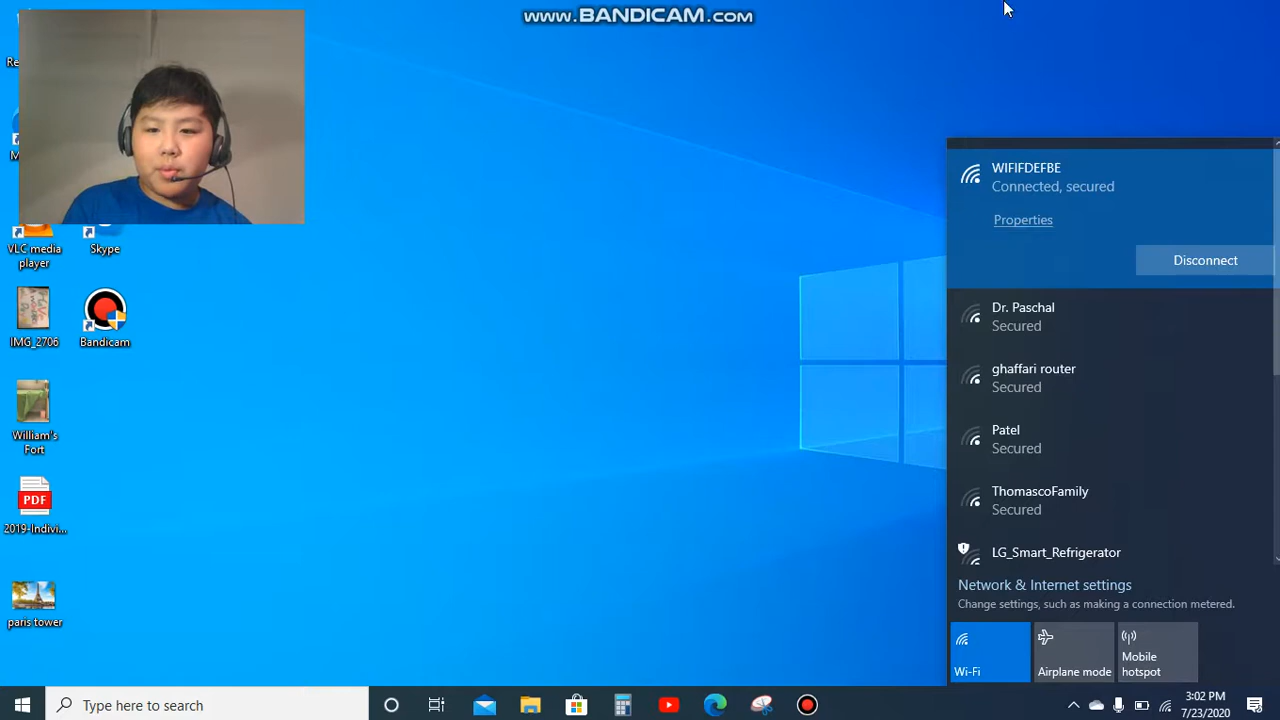 www.BANDICAM.com
Re
M
VLC media
player
Skype
IMG_2706
Bandicam
William's
Fort
PDF
2019-Indivi...
paris tower
WIFIFDEFBE
Connected, secured
Properties
Disconnect
Dr. Paschal
Secured
ghaffari router
Secured
Patel
Secured
ThomascoFamily
Secured
LG_Smart_Refrigerator
Network & Internet settings
Change settings, such as making a connection metered.
Wi-Fi
Airplane mode
Mobile
hotspot
Type here to search
3:02 PM
7/23/2020